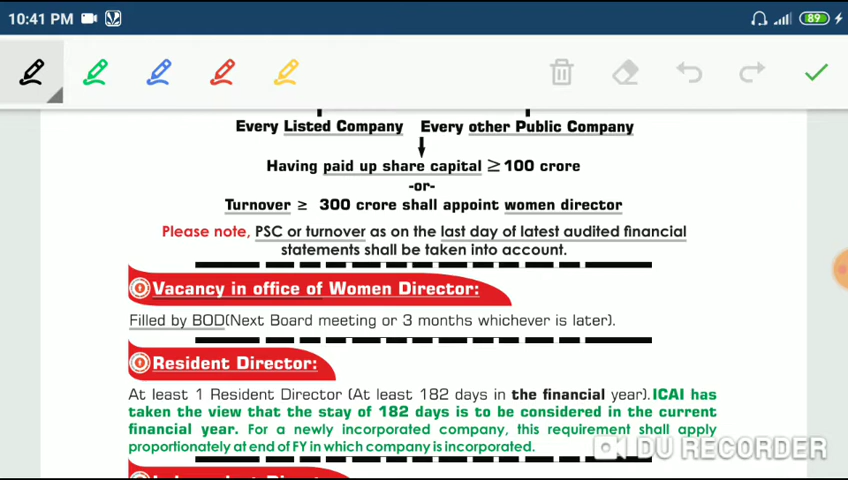 10:41 PM
89
Every Listed Company Every other Public Company
Having paid up share capital ≥ 100 crore
-or-
Turnover ≥ 300 crore shall appoint women director
Please note, PSC or turnover as on the last day of latest audited financial
statements shall be taken into account.
Vacancy in office of Women Director:
Filled by BOD(Next Board meeting or 3 months whichever is later).
Resident Director:
At least 1 Resident Director (At least 182 days in the financial year). ICAI has
taken the view that the stay of 182 days is to be considered in the current
financial year. For a newly incorporated company, this requirement shall apply
proportionately at end of FY in which company is incorporated.
DU RECORDER